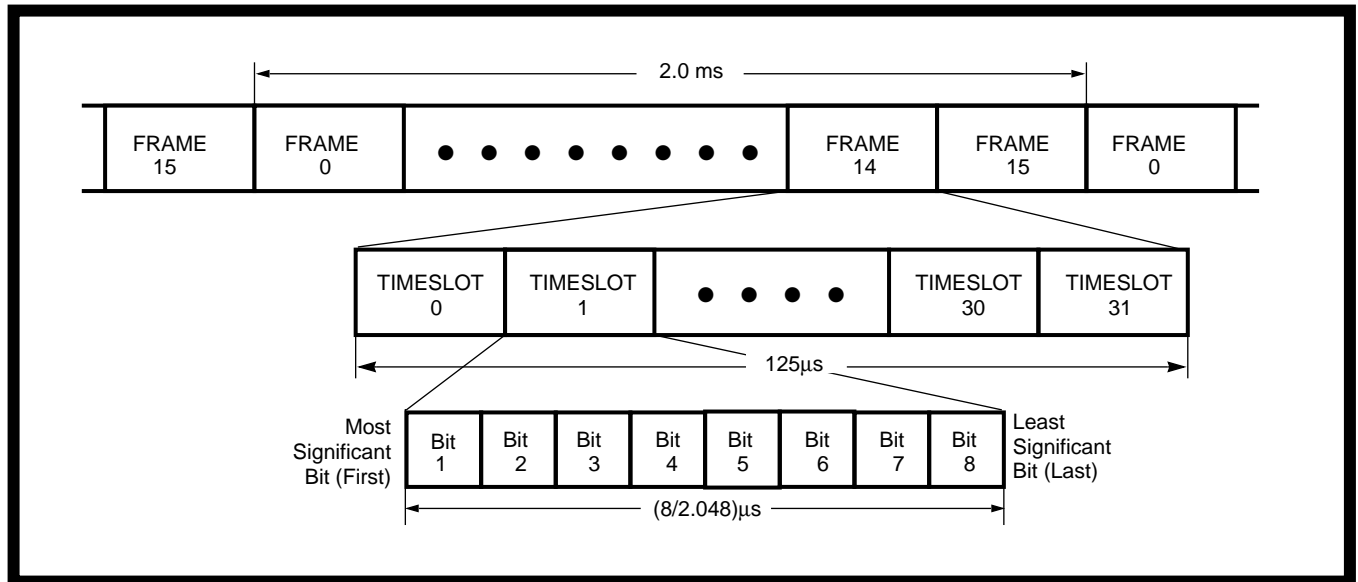 2.0 ms
FRAME
15
FRAME
0
FRAME
14
FRAME
15
FRAME
0
TIMESLOT
0
TIMESLOT
1
TIMESLOT
30
TIMESLOT
31
125μs
Most
Significant
Bit (First)
Bit
1
Bit
2
Bit
3
Bit
4
Bit
5
Bit
6
Bit
7
Bit
8
Least
Significant
Bit (Last)
(8/2.048)μs